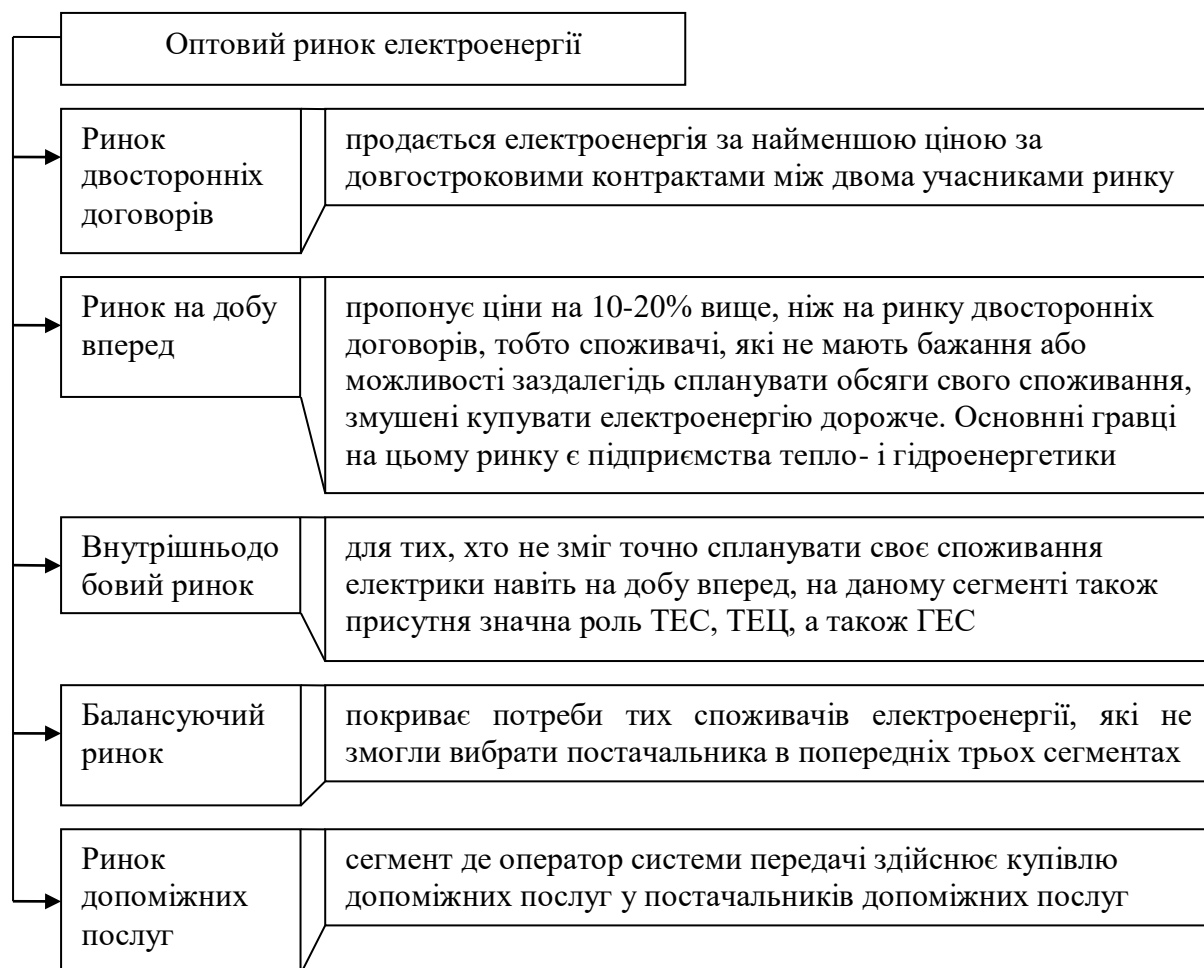 Оптовий ринок електроенергії
Ринок
двосторонніх
договорів
продається електроенергія за найменшою ціною за
довгостроковими контрактами між двома учасниками ринку
Ринок на добу
вперед
пропонує ціни на 10-20% вище, ніж на ринку двосторонніх
договорів, тобто споживачі, які не мають бажання або
можливості заздалегідь спланувати обсяги свого споживання,
змушені купувати електроенергію дорожче. Основнні гравці
на цьому ринку є підприємства тепло- і гідроенергетики
Внутрішньодо
бовий ринок
для тих, хто не зміг точно спланувати своє споживання
електрики навіть на добу вперед, на даному сегменті також
присутня значна роль ТЕС, ТЕЦ, а також ГЕС
Балансуючий
ринок
покриває потреби тих споживачів електроенергії, які не
змогли вибрати постачальника в попередніх трьох сегментах
Ринок
допоміжних
послуг
сегмент де оператор системи передачі здійснює купівлю
допоміжних послуг у постачальників допоміжних послуг